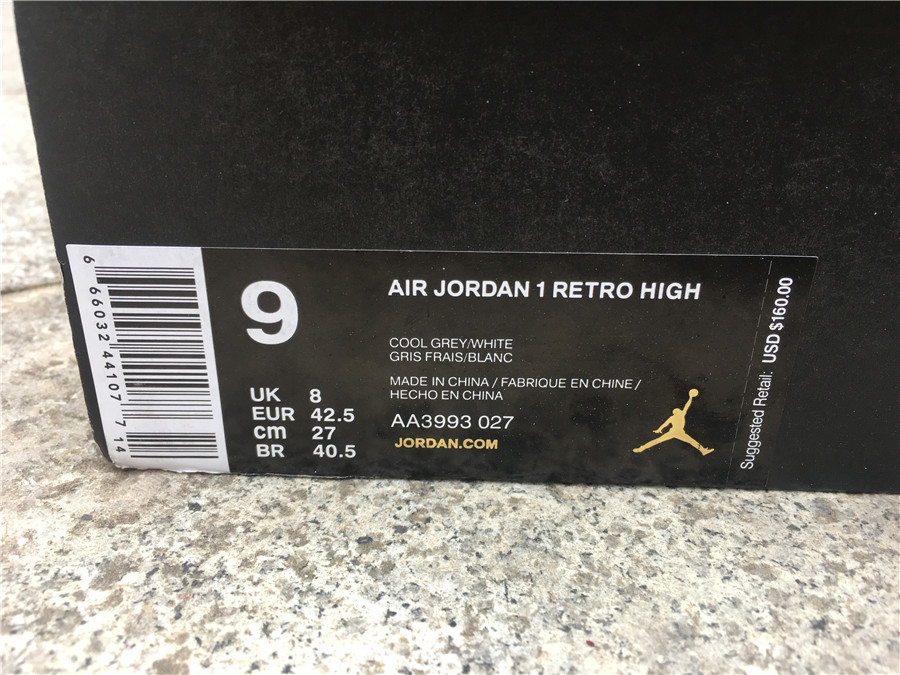 6 66032 44107 7 14
9
UK 8
EUR 42.5
cm 27
BR 40.5
AIR JORDAN 1 RETRO HIGH
COOL GREY/WHITE
GRIS FRAIS/BLANC
MADE IN CHINA / FABRIQUE EN CHINE /
HECHO EN CHINA
AA3993 027
JORDAN.COM
Suggested Retail: USD $160.00